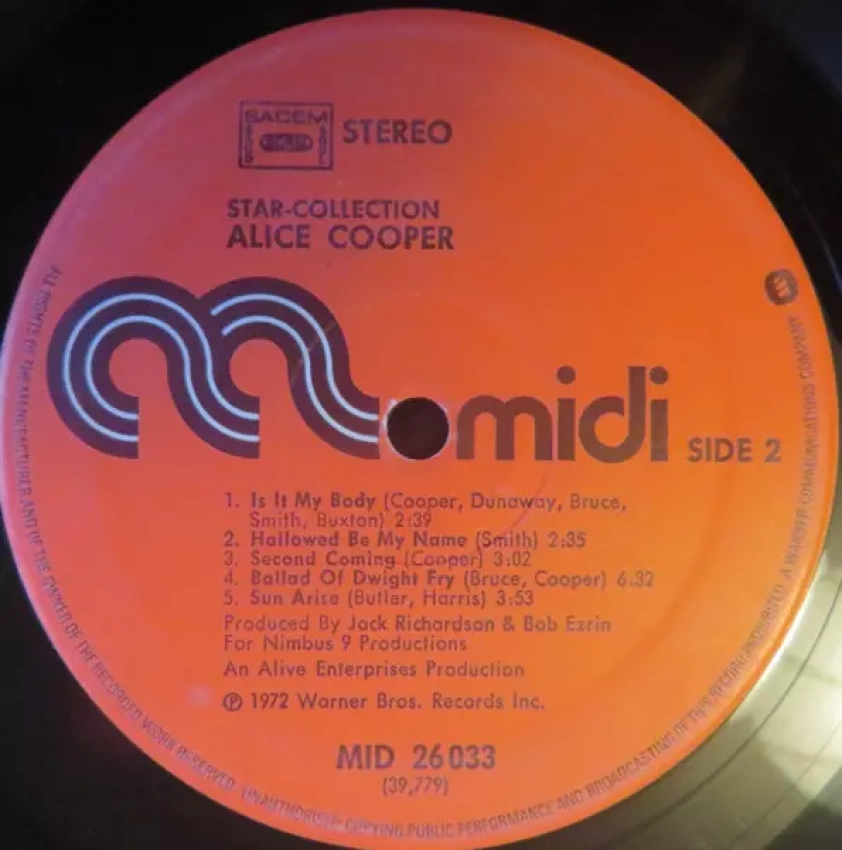 SACEM
STEREO
STAR-COLLECTION
ALICE COOPER
midi
SIDE 2
1. Is It My Body (Cooper, Dunaway, Bruce,
Smith, Buxton) 2:39
2. Hallowed Be My Name (Smith) 2:35
3. Second Coming (Cooper) 3:02
4. Ballad Of Dwight Fry (Bruce, Cooper) 6:32
5. Sun Arise (Butler, Harris) 3:53
Produced By Jack Richardson & Bob Ezrin
For Nimbus 9 Productions
An Alive Enterprises Production
℗ 1972 Warner Bros. Records Inc.
MID 26 033
(39,779)
ALL RIGHTS OF THE MANUFACTURER AND OF THE OWNER OF THE RECORDED WORK RESERVED. UNAUTHORISED COPYING PUBLIC PERFORMANCE AND BROADCASTING OF THIS RECORD PROHIBITED. A WARNER COMMUNICATIONS COMPANY